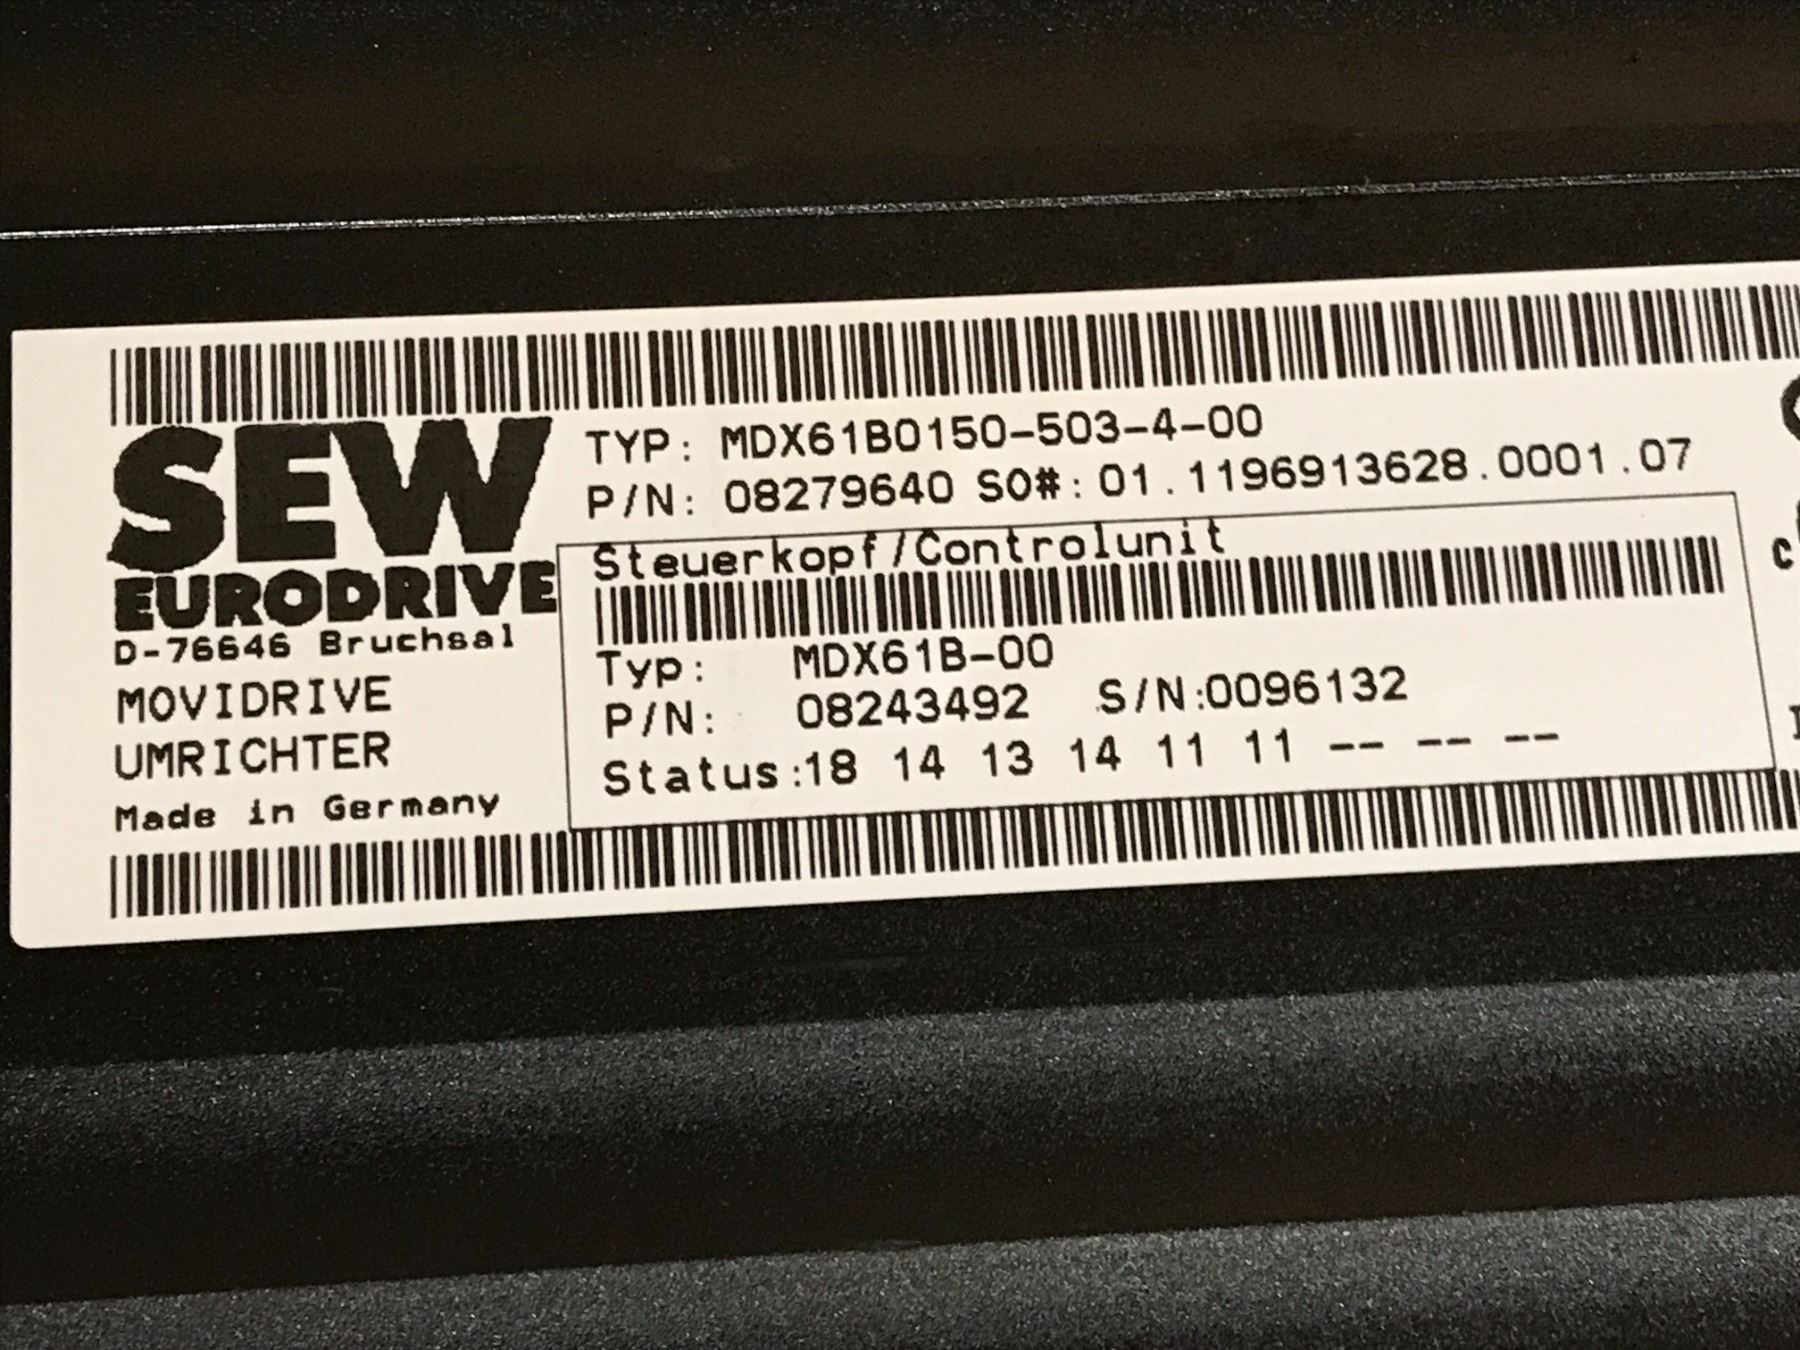 SEW
EURODRIVE
D-76646 Bruchsal
MOVIDRIVE
UMRICHTER
Made in Germany
TYP: MDX61B0150-503-4-00
P/N: 08279640 SO#: 01.1196913628.0001.07
Steuerkopf/Controlunit
Typ: MDX61B-00
P/N: 08243492 S/N:0096132
Status:18 14 13 14 11 11 -- -- --